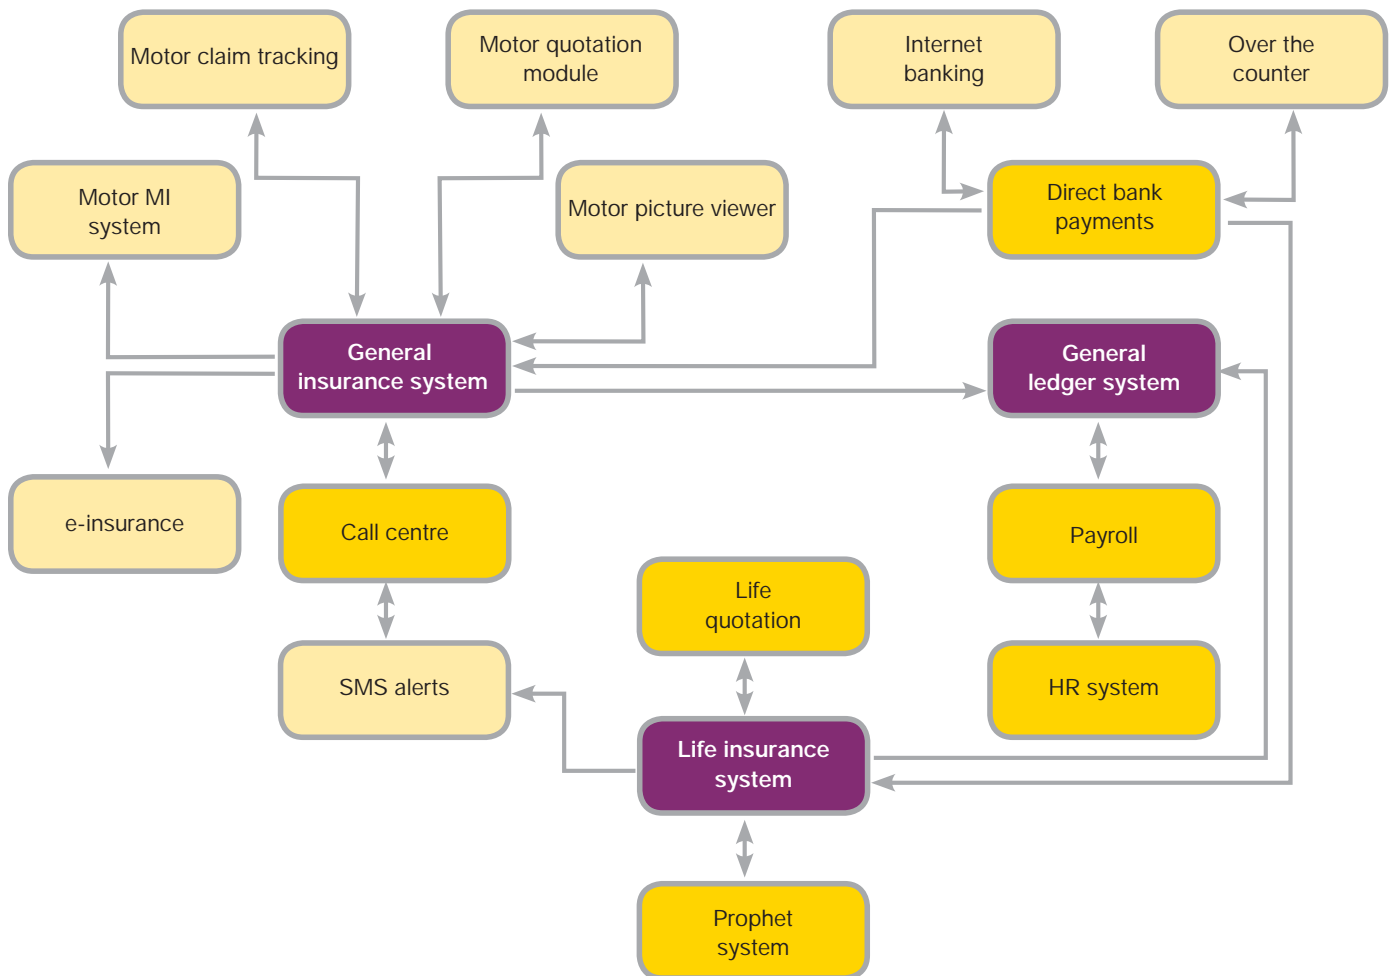 Motor claim tracking
Motor quotation
module
Internet
banking
Over the
counter
Motor MI
system
Motor picture viewer
Direct bank
payments
General
insurance system
General
ledger system
e-insurance
Call centre
Payroll
Life
quotation
SMS alerts
HR system
Life insurance
system
Prophet
system